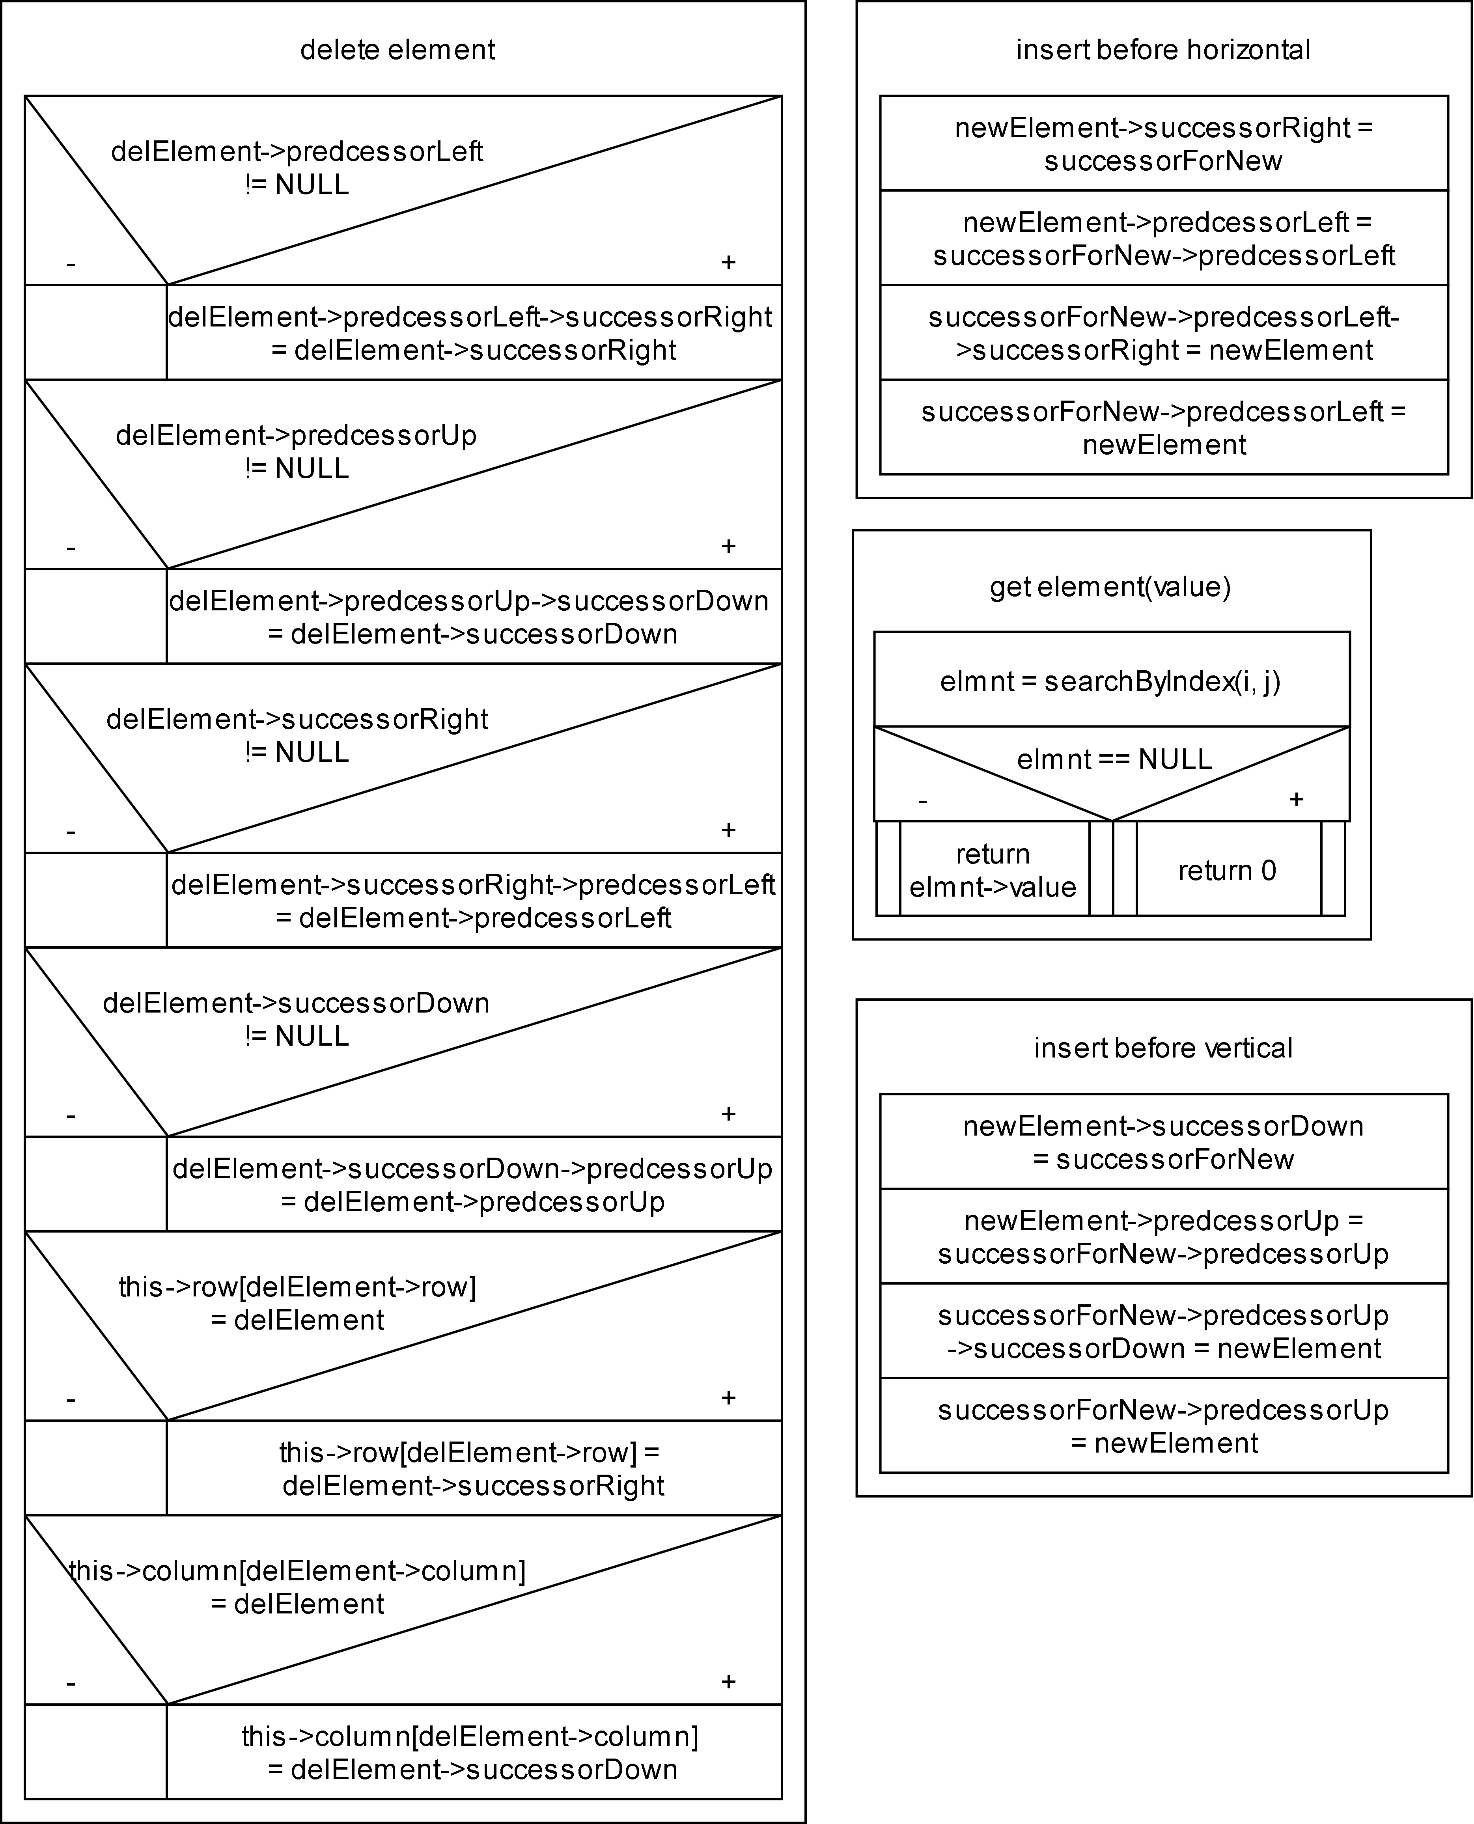 delete element
delElement->predcessorLeft
!= NULL
-
+
delElement->predcessorLeft->successorRight
= delElement->successorRight
delElement->predcessorUp
!= NULL
-
+
delElement->predcessorUp->successorDown
= delElement->successorDown
delElement->successorRight
!= NULL
-
+
delElement->successorRight->predcessorLeft
= delElement->predcessorLeft
delElement->successorDown
!= NULL
-
+
delElement->successorDown->predcessorUp
= delElement->predcessorUp
this->row[delElement->row]
= delElement
-
+
this->row[delElement->row] =
delElement->successorRight
this->column[delElement->column]
= delElement
-
+
this->column[delElement->column]
= delElement->successorDown
insert before horizontal
newElement->successorRight =
successorForNew
newElement->predcessorLeft =
successorForNew->predcessorLeft
successorForNew->predcessorLeft-
>successorRight = newElement
successorForNew->predcessorLeft =
newElement
get element(value)
elmnt = searchByIndex(i, j)
elmnt == NULL
-
+
return
elmnt->value
return 0
insert before vertical
newElement->successorDown
= successorForNew
newElement->predcessorUp =
successorForNew->predcessorUp
successorForNew->predcessorUp
->successorDown = newElement
successorForNew->predcessorUp
= newElement